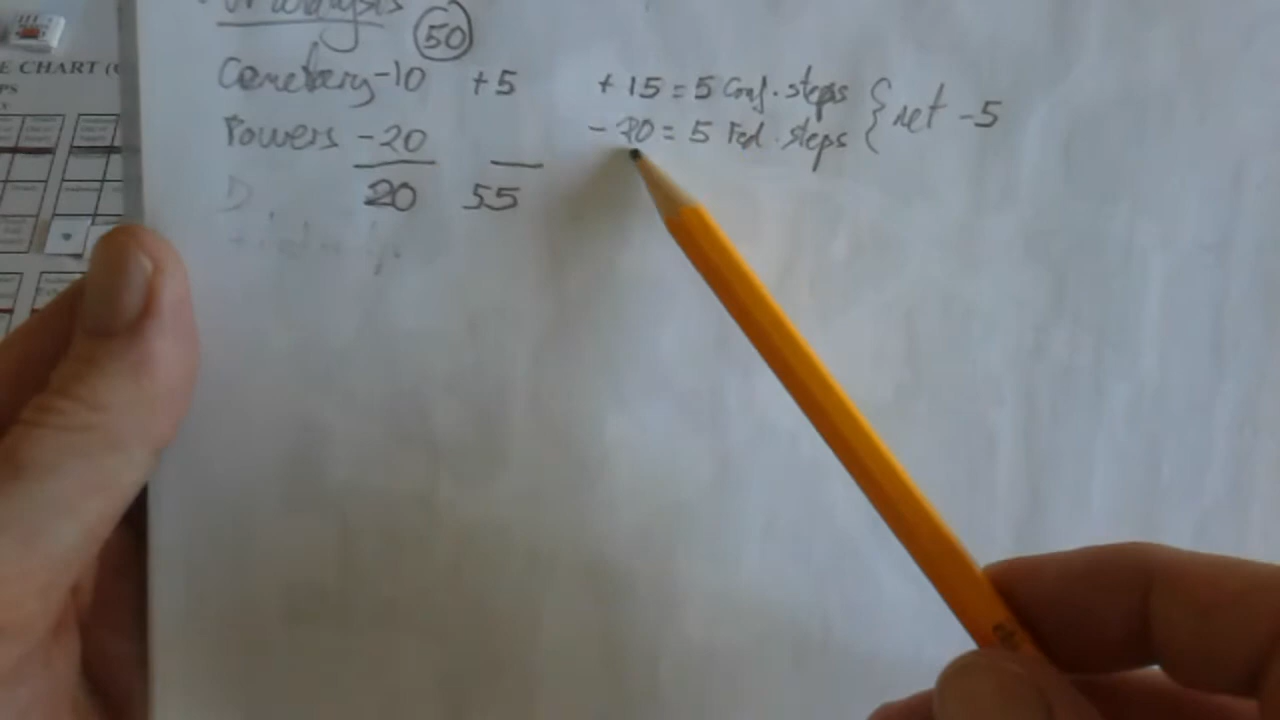 50
Cemetery -10 +5 + 15 = 5 Conf. steps
Powers -20 - 20 = 5 Fed. steps
net -5
20 55
E CHART (
PS